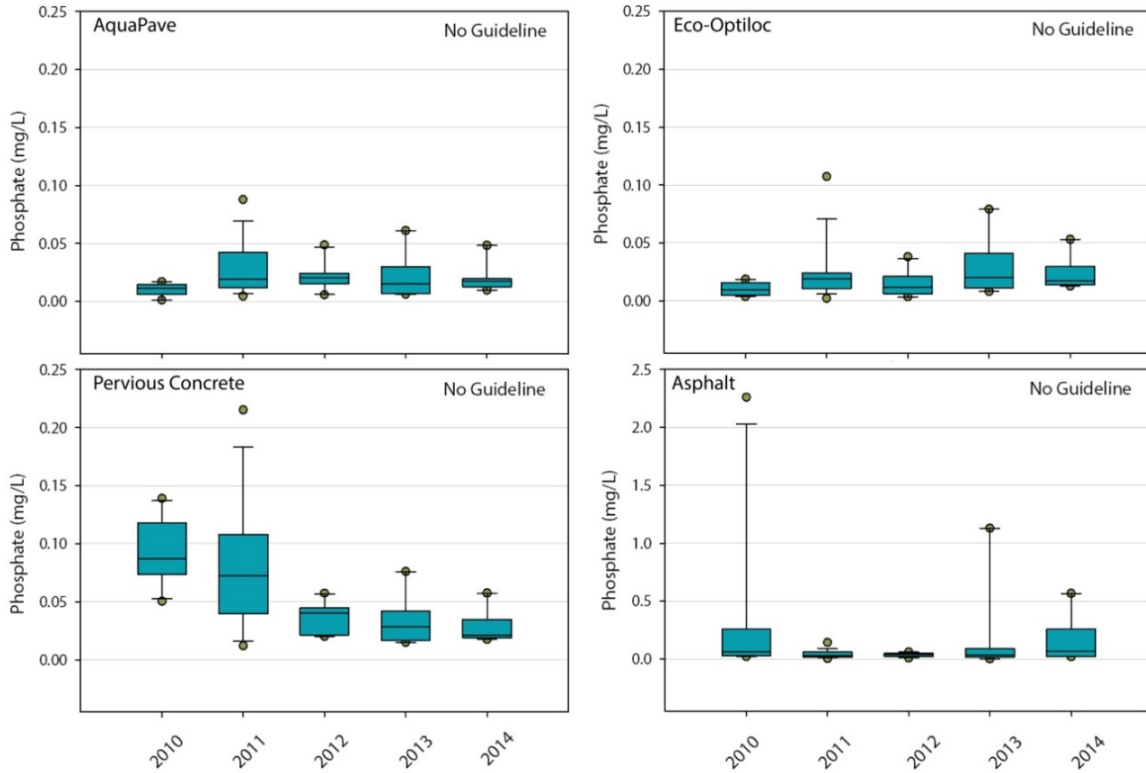 AquaPave
No Guideline
Phosphate (mg/L)
0.25
0.20
0.15
0.10
0.05
0.00
Eco-Optiloc
No Guideline
Phosphate (mg/L)
0.25
0.20
0.15
0.10
0.05
0.00
Pervious Concrete
No Guideline
Phosphate (mg/L)
0.25
0.20
0.15
0.10
0.05
0.00
2010
2011
2012
2013
2014
Asphalt
No Guideline
Phosphate (mg/L)
2.5
2.0
1.5
1.0
0.5
0.0
2010
2011
2012
2013
2014